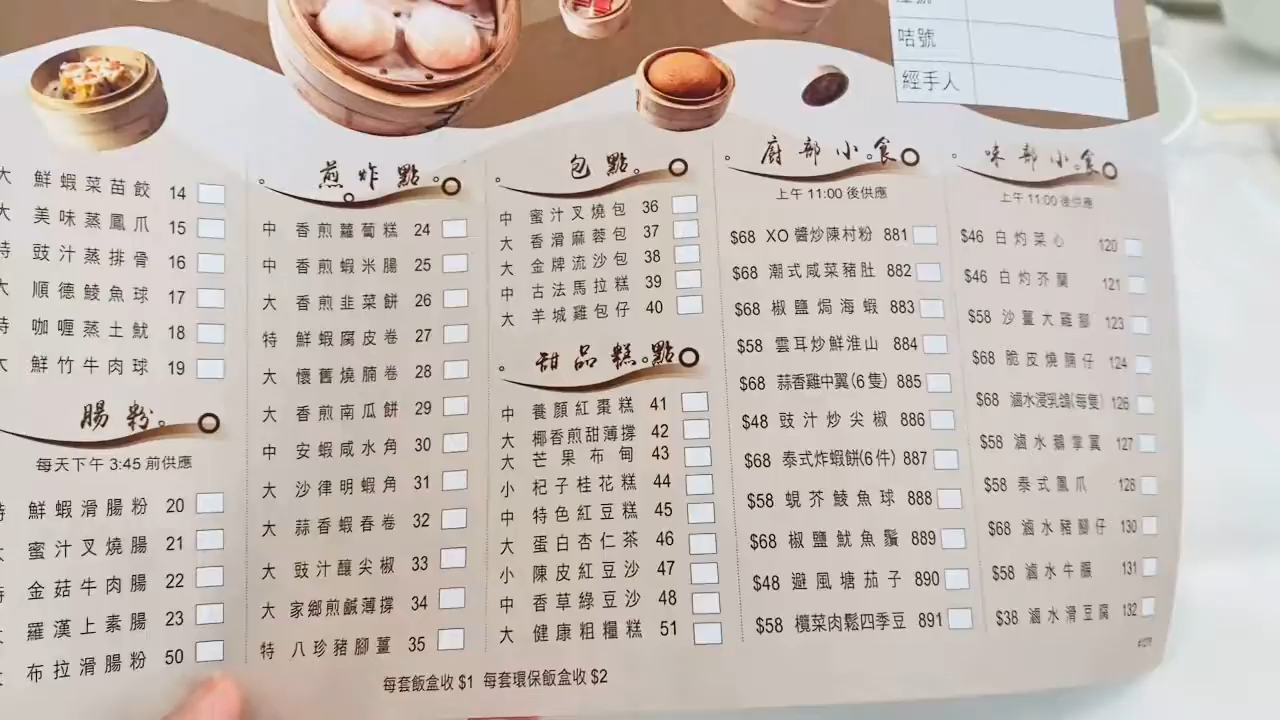 咭號
經手人
大 鮮蝦菜苗餃 14
大 美味蒸鳳爪 15
特 豉汁蒸排骨 16
大 順德鯪魚球 17
特 咖喱蒸土魷 18
大 鮮竹牛肉球 19
腸粉
每天下午 3:45 前供應
特 鮮蝦滑腸粉 20
蜜汁叉燒腸 21
金菇牛肉腸 22
羅漢上素腸 23
布拉滑腸粉 50
煎炸點
中 香煎蘿蔔糕 24
中 香煎蝦米腸 25
大 香煎韭菜餅 26
特 鮮蝦腐皮卷 27
大 懷舊燒腩卷 28
大 香煎南瓜餅 29
中 安蝦咸水角 30
大 沙律明蝦角 31
大 蒜香蝦春卷 32
大 豉汁釀尖椒 33
大 家鄉煎鹹薄撐 34
特 八珍豬腳薑 35
包點
中 蜜汁叉燒包 36
大 香滑麻蓉包 37
大 金牌流沙包 38
中 古法馬拉糕 39
大 羊城雞包仔 40
甜品糕點
中 養顏紅棗糕 41
大 椰香煎甜薄撐 42
大 芒果布甸 43
小 杞子桂花糕 44
中 特色紅豆糕 45
大 蛋白杏仁茶 46
小 陳皮紅豆沙 47
中 香草綠豆沙 48
大 健康粗糧糕 51
廚部小食
上午 11:00 後供應
$68 XO 醬炒陳村粉 881
$68 潮式咸菜豬肚 882
$68 椒鹽焗海蝦 883
$58 雲耳炒鮮淮山 884
$68 蒜香雞中翼(6 隻) 885
$48 豉汁炒尖椒 886
$68 泰式炸蝦餅(6 件) 887
$58 蜆芥鯪魚球 888
$68 椒鹽魷魚鬚 889
$48 避風塘茄子 890
$58 欖菜肉鬆四季豆 891
味部小食
上午 11:00 後供應
$46 白灼菜心 120
$46 白灼芥蘭 121
$58 沙薑大雞腳 123
$68 脆皮燒腩仔 124
$68 滷水浸乳鴿(每隻) 126
$58 滷水鵝掌翼 127
$58 泰式鳳爪 128
$68 滷水豬腳仔 130
$58 滷水牛𦟌 131
$38 滷水滑豆腐 132
每套飯盒收 $1 每套環保飯盒收 $2